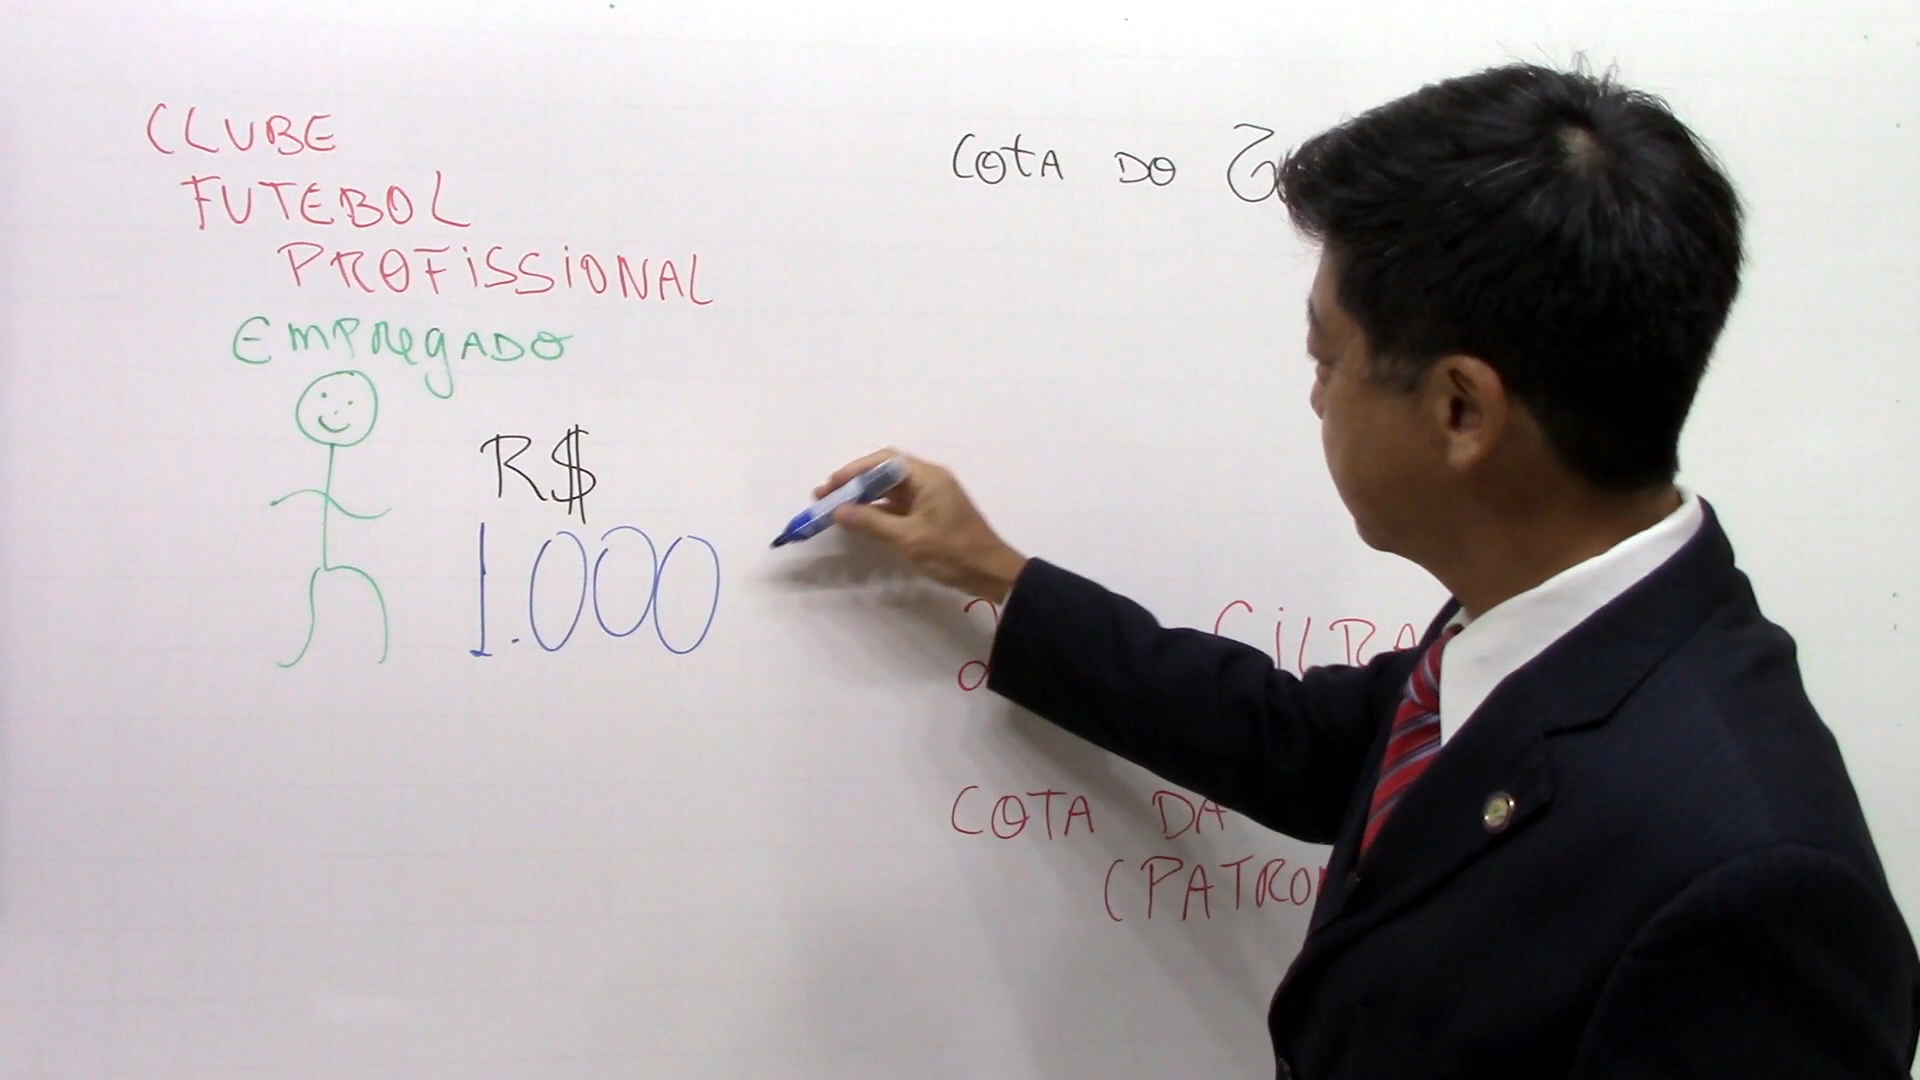 CLUBE
FUTEBOL
PROFISSIONAL
EMPREGADO
R$
1.000
COTA DO
COTA DA